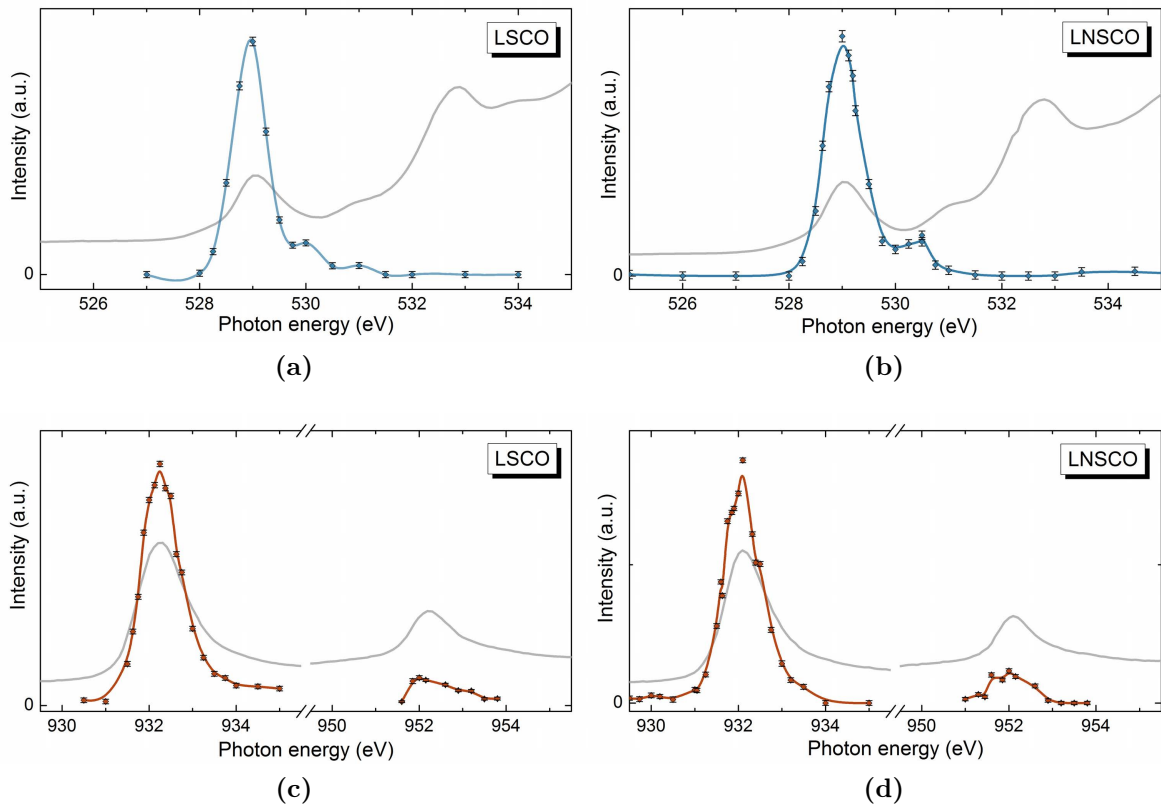 LSCO
Intensity (a.u.)
0
526 528 530 532 534
Photon energy (eV)
(a)
LNSCO
Intensity (a.u.)
0
526 528 530 532 534
Photon energy (eV)
(b)
LSCO
Intensity (a.u.)
0
930 932 934 950 952 954
Photon energy (eV)
(c)
LNSCO
Intensity (a.u.)
0
930 932 934 950 952 954
Photon energy (eV)
(d)